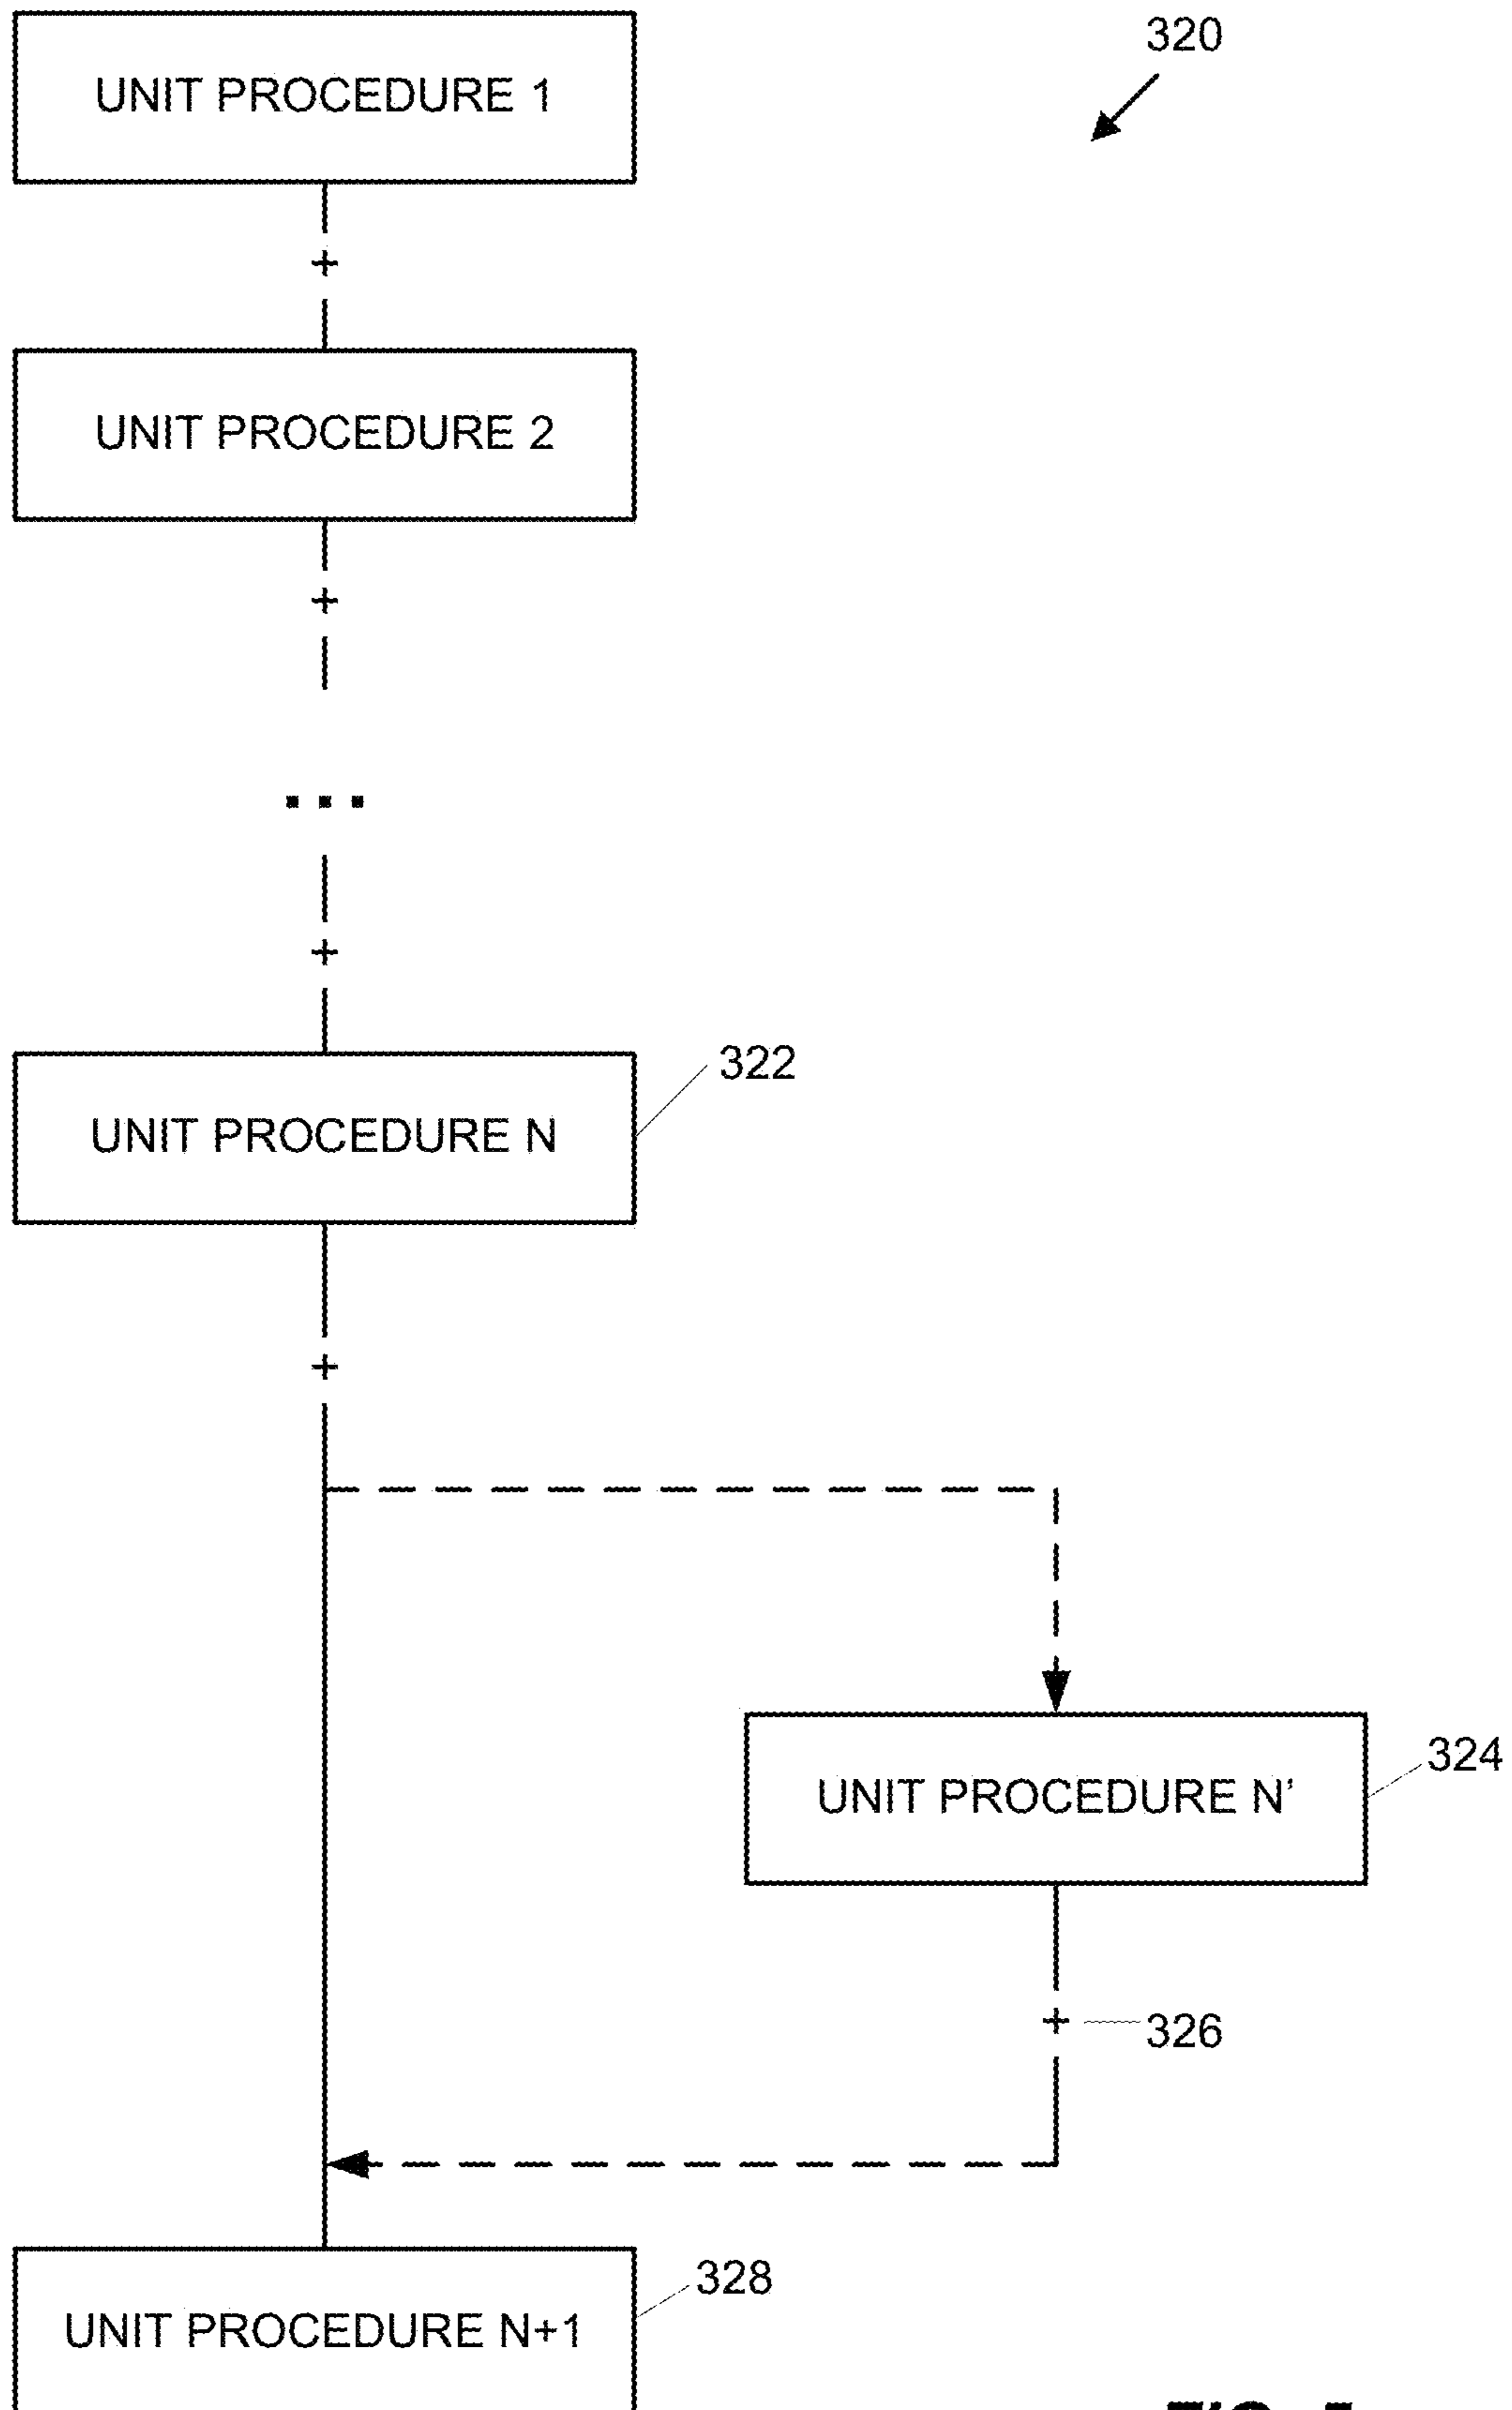 320
UNIT PROCEDURE 1
+
UNIT PROCEDURE 2
+
...
+
UNIT PROCEDURE N
322
+
UNIT PROCEDURE N'
324
+
326
UNIT PROCEDURE N+1
328